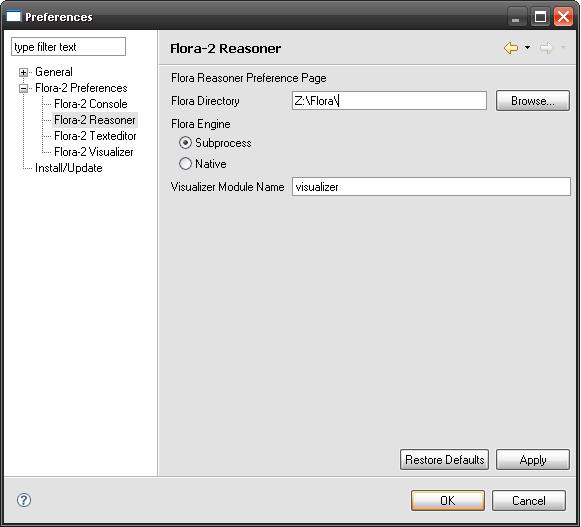 Preferences
type filter text
General
Flora-2 Preferences
Flora-2 Console
Flora-2 Reasoner
Flora-2 Texteditor
Flora-2 Visualizer
Install/Update
Flora-2 Reasoner
Flora Reasoner Preference Page
Flora Directory Z:\Flora\ Browse...
Flora Engine
Subprocess
Native
Visualizer Module Name visualizer
Restore Defaults Apply
OK Cancel